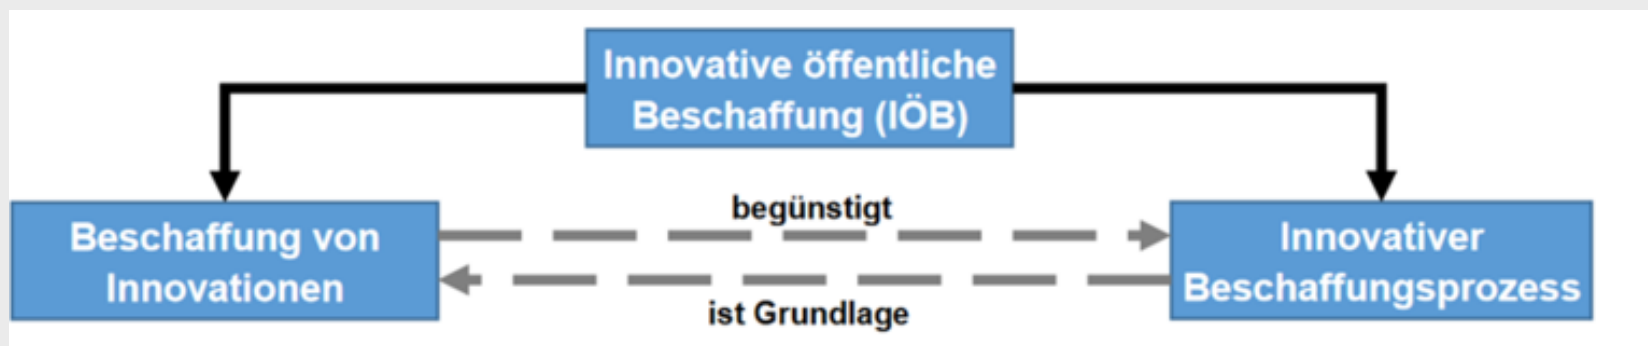 Innovative öffentliche
Beschaffung (IÖB)
begünstigt
Beschaffung von
Innovationen
Innovativer
Beschaffungsprozess
ist Grundlage